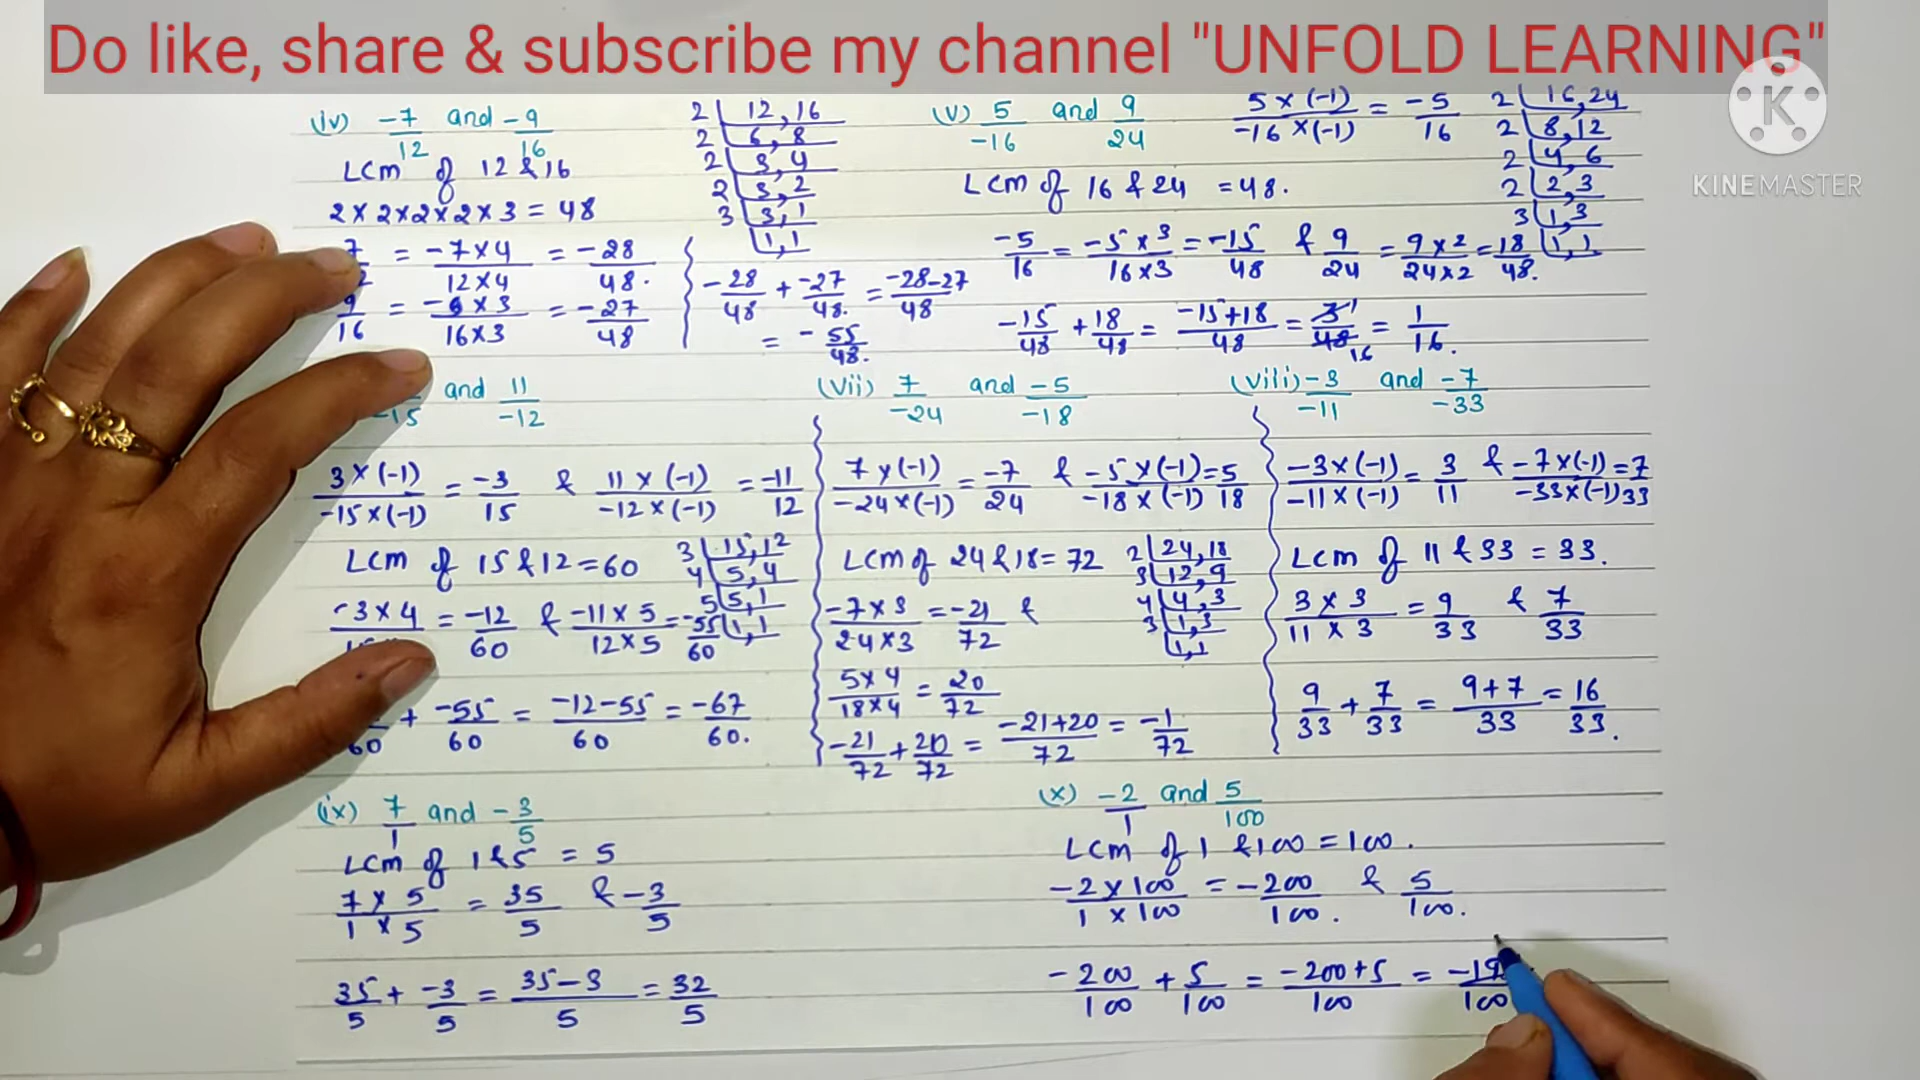 Do like, share & subscribe my channel "UNFOLD LEARNING"
KINEMASTER
(iv) -7/12 and -9/16
2 | 12, 16
2 | 6, 8
2 | 3, 4
2 | 3, 2
3 | 3, 1
1, 1
LCM of 12 & 16
2×2×2×2×3 = 48
= -7×4/12×4 = -28/48.
9/16 = -6×3/16×3 = -27/48
-28/48 + -27/48. = -28-27/48
= -55/48.
(v) 5/-16 and 9/24
5×(-1)/-16×(-1) = -5/16
2 | 16, 24
2 | 8, 12
2 | 4, 6
2 | 2, 3
3 | 1, 3
1, 1
LCM of 16 & 24 = 48.
-5/16 = -5×3/16×3 = -15/48 & 9/24 = 9×2/24×2 = 18/48.
-15/48 + 18/48 = -15+18/48 = 3 1/48 16 = 1/16.
-15 and 11/-12
3×(-1)/-15×(-1) = -3/15 & 11×(-1)/-12×(-1) = -11/12
LCM of 15 & 12 = 60
3 | 15, 12
4 | 5, 4
5 | 5, 1
1, 1
-3×4 = -12/60 & -11×5/12×5 = -55/60
60 + -55/60 = -12-55/60 = -67/60.
(vii) 7/-24 and -5/-18
7×(-1)/-24×(-1) = -7/24 & -5×(-1)/-18×(-1) = 5/18
LCM of 24 & 18 = 72
2 | 24, 18
3 | 12, 9
4 | 4, 3
3 | 1, 3
1, 1
-7×3/24×3 = -21/72 &
5×4/18×4 = 20/72
-21/72 + 20/72 = -21+20/72 = -1/72
(viii) -3/-11 and -7/-33
-3×(-1)/-11×(-1) = 3/11 & -7×(-1)/-33×(-1) = 7/33
LCM of 11 & 33 = 33.
3×3/11×3 = 9/33 & 7/33
9/33 + 7/33 = 9+7/33 = 16/33.
(ix) 7/1 and -3/5
LCM of 1 & 5 = 5
7×5/1×5 = 35/5 & -3/5
35/5 + -3/5 = 35-3/5 = 32/5
(x) -2/1 and 5/100
LCM of 1 & 100 = 100.
-2×100/1×100 = -200/100. & 5/100.
-200/100 + 5/100 = -200+5/100 = -19/100